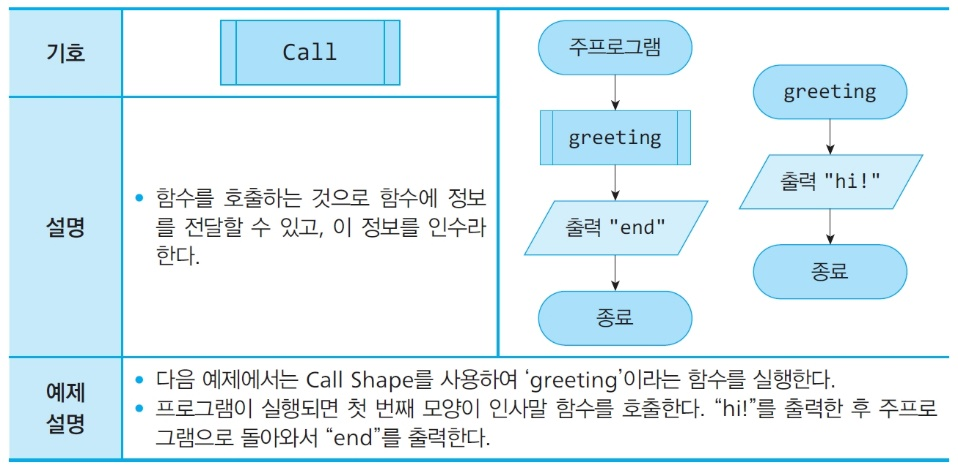 기호
Call
설명
• 함수를 호출하는 것으로 함수에 정보
를 전달할 수 있고, 이 정보를 인수라
한다.
주프로그램
greeting
출력 "end"
종료
greeting
출력 "hi!"
종료
예제
설명
• 다음 예제에서는 Call Shape를 사용하여 ‘greeting’이라는 함수를 실행한다.
• 프로그램이 실행되면 첫 번째 모양이 인사말 함수를 호출한다. “hi!”를 출력한 후 주프로
그램으로 돌아와서 “end”를 출력한다.